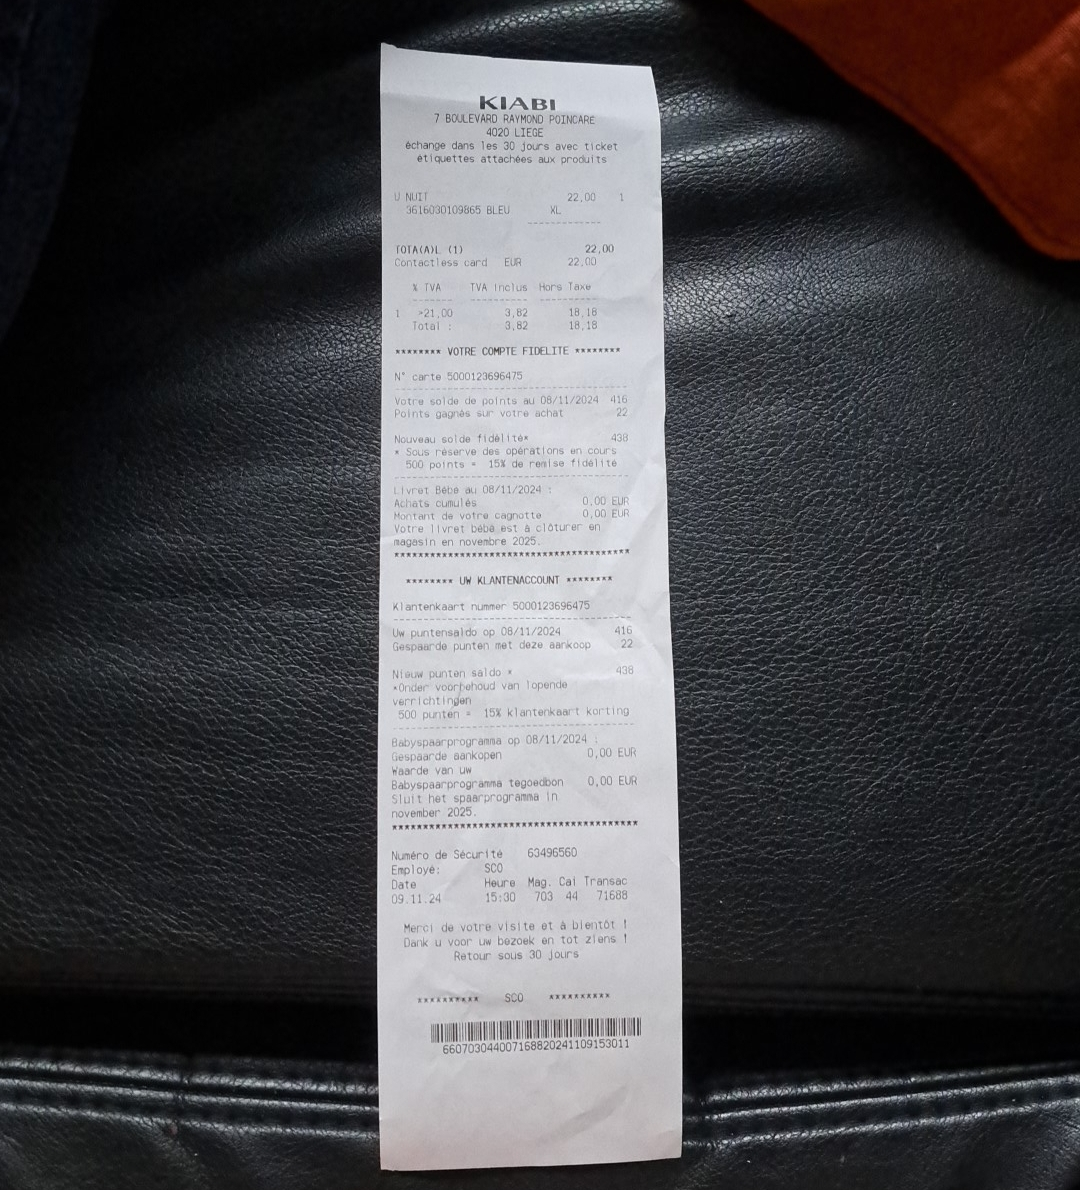 KIABI
7 BOULEVARD RAYMOND POINCARE
4020 LIEGE
échange dans les 30 jours avec ticket
étiquettes attachées aux produits
U NUIT 22,00 1
3616030109865 BLEU XL
TOTA(A)L (1) 22,00
Contactless card EUR 22,00
% TVA TVA Inclus Hors Taxe
1 >21,00 3,82 18,18
Total : 3,82 18,18
******** VOTRE COMPTE FIDELITE ********
N° carte 5000123696475
Votre solde de points au 08/11/2024 416
Points gagnés sur votre achat 22
Nouveau solde fidélité* 438
* Sous réserve des opérations en cours
500 points = 15% de remise fidélité
Livret Bébé au 08/11/2024 :
Achats cumulés 0,00 EUR
Montant de votre cagnotte 0,00 EUR
Votre livret bébé est à clôturer en
magasin en novembre 2025.
*****************************************
******** UW KLANTENACCOUNT ********
Klantenkaart nummer 5000123696475
Uw puntensaldo op 08/11/2024 416
Gespaarde punten met deze aankoop 22
Nieuw punten saldo * 438
*Onder voorbehoud van lopende
verrichtingen
500 punten = 15% klantenkaart korting
Babyspaarprogramma op 08/11/2024 :
Gespaarde aankopen 0,00 EUR
Waarde van uw
Babyspaarprogramma tegoedbon 0,00 EUR
Sluit het spaarprogramma in
november 2025.
*****************************************
Numéro de Sécurité 63496560
Employé: SCO
Date Heure Mag. Cai Transac
09.11.24 15:30 703 44 71688
Merci de votre visite et à bientôt !
Dank u voor uw bezoek en tot ziens !
Retour sous 30 jours
********** SCO **********
660703044007168820241109153011